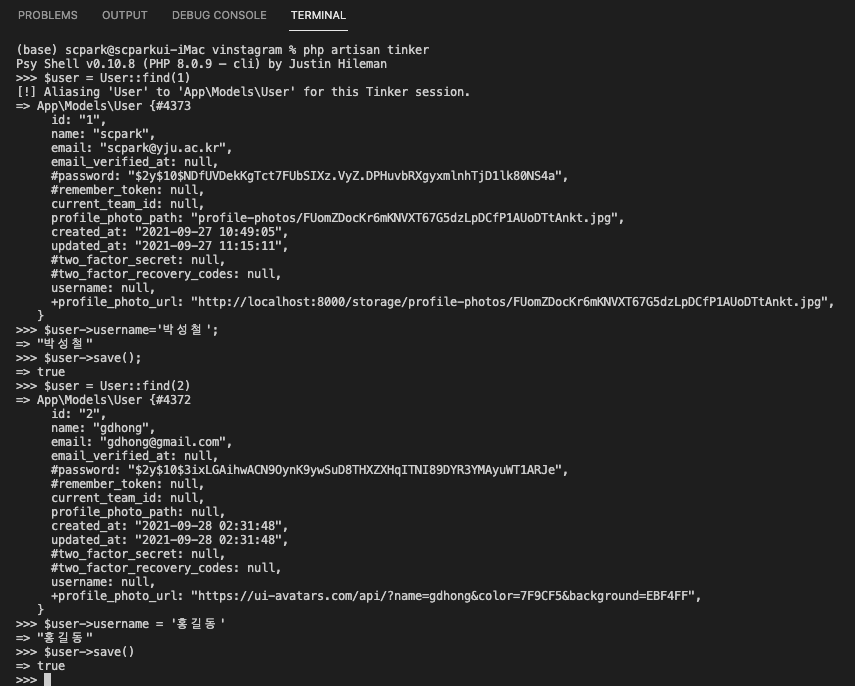 PROBLEMS OUTPUT DEBUG CONSOLE TERMINAL
(base) scpark@scparkui-iMac vinstagram % php artisan tinker
Psy Shell v0.10.8 (PHP 8.0.9 — cli) by Justin Hileman
>>> $user = User::find(1)
[!] Aliasing 'User' to 'App\Models\User' for this Tinker session.
=> App\Models\User {#4373
id: "1",
name: "scpark",
email: "scpark@yju.ac.kr",
email_verified_at: null,
#password: "$2y$10$NDfUVDekKgTct7FUbSIXz.VyZ.DPHuvbRXgyxmlnhTjD1lk80NS4a",
#remember_token: null,
current_team_id: null,
profile_photo_path: "profile-photos/FUomZDocKr6mKNVXT67G5dzLpDCfP1AUoDTtAnkt.jpg",
created_at: "2021-09-27 10:49:05",
updated_at: "2021-09-27 11:15:11",
#two_factor_secret: null,
#two_factor_recovery_codes: null,
username: null,
+profile_photo_url: "http://localhost:8000/storage/profile-photos/FUomZDocKr6mKNVXT67G5dzLpDCfP1AUoDTtAnkt.jpg",
}
>>> $user->username='박성철';
=> "박성철"
>>> $user->save();
=> true
>>> $user = User::find(2)
=> App\Models\User {#4372
id: "2",
name: "gdhong",
email: "gdhong@gmail.com",
email_verified_at: null,
#password: "$2y$10$3ixLGAihwACN9OynK9ywSuD8THXZXHqITNI89DYR3YMAyuWT1ARJe",
#remember_token: null,
current_team_id: null,
profile_photo_path: null,
created_at: "2021-09-28 02:31:48",
updated_at: "2021-09-28 02:31:48",
#two_factor_secret: null,
#two_factor_recovery_codes: null,
username: null,
+profile_photo_url: "https://ui-avatars.com/api/?name=gdhong&color=7F9CF5&background=EBF4FF",
}
>>> $user->username = '홍길동'
=> "홍길동"
>>> $user->save()
=> true
>>>